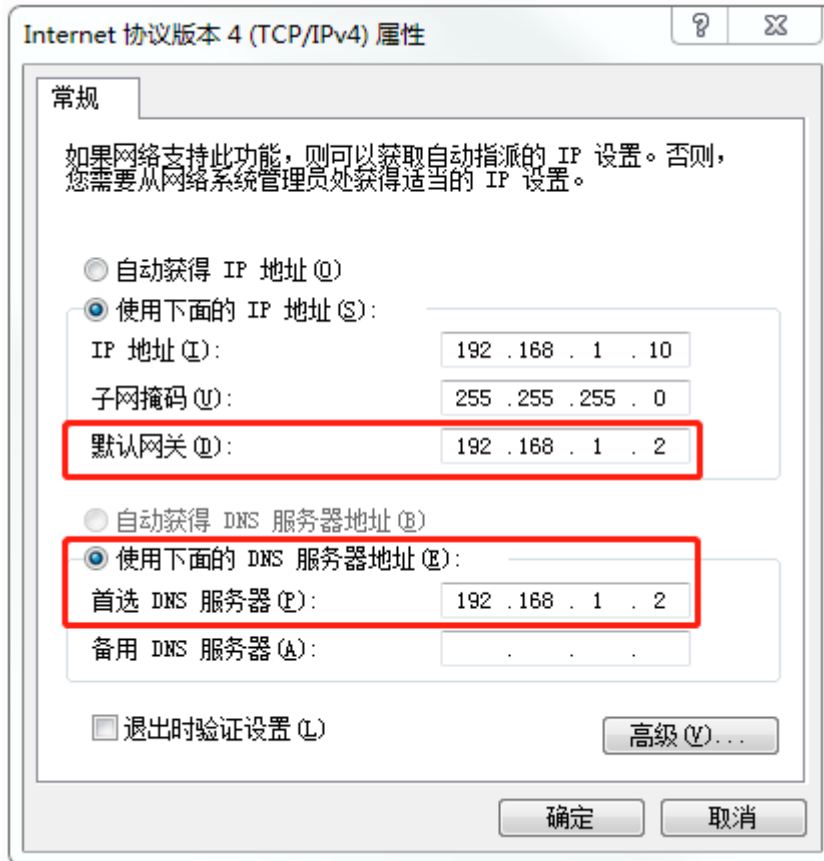 Internet 协议版本 4 (TCP/IPv4) 属性
常规
如果网络支持此功能，则可以获取自动指派的 IP 设置。否则，
您需要从网络系统管理员处获得适当的 IP 设置。
自动获得 IP 地址(O)
使用下面的 IP 地址(S):
IP 地址(I): 192 .168 . 1 . 10
子网掩码(U): 255 .255 .255 . 0
默认网关(D): 192 .168 . 1 . 2
自动获得 DNS 服务器地址(B)
使用下面的 DNS 服务器地址(E):
首选 DNS 服务器(P): 192 .168 . 1 . 2
备用 DNS 服务器(A): . . .
退出时验证设置(L)
高级(V)...
确定 取消